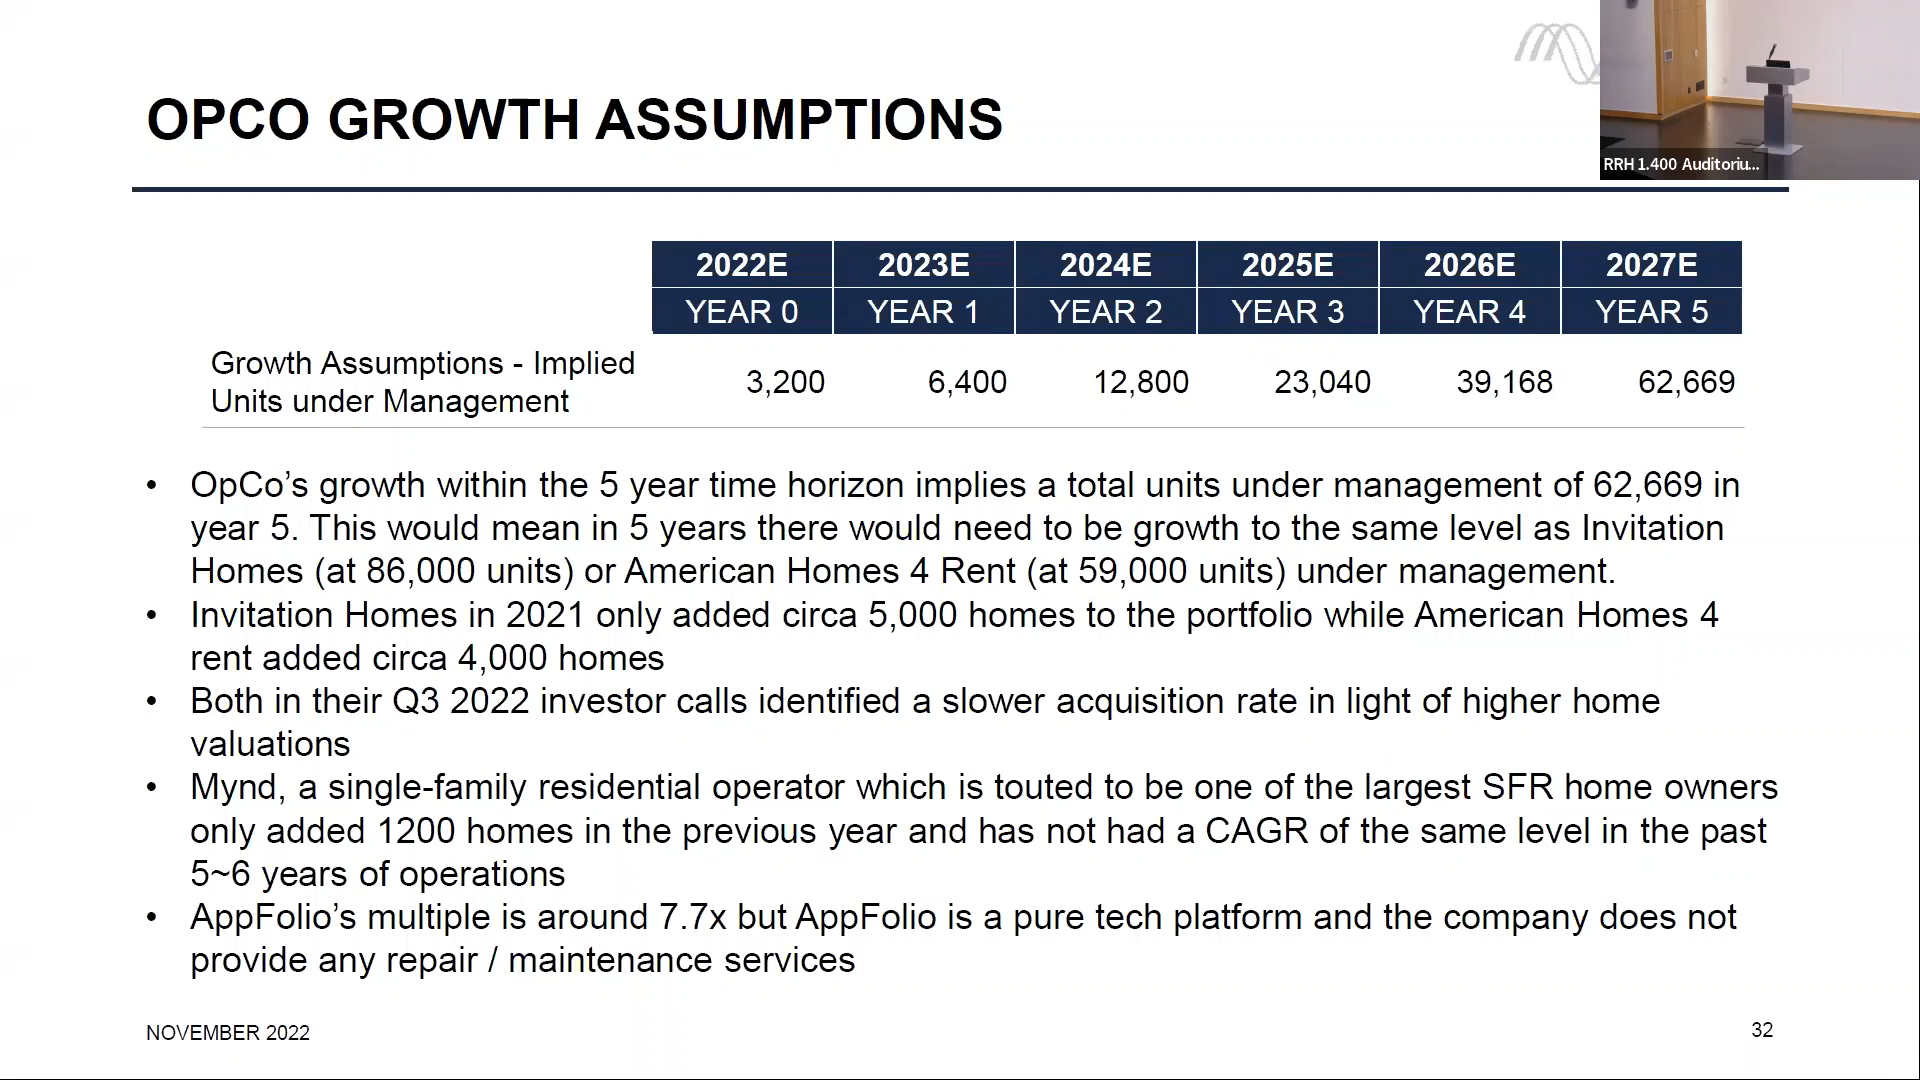 OPCO GROWTH ASSUMPTIONS
RRH 1.400 Auditoriu...
2022E 2023E 2024E 2025E 2026E 2027E
YEAR 0 YEAR 1 YEAR 2 YEAR 3 YEAR 4 YEAR 5
Growth Assumptions - Implied
Units under Management
3,200 6,400 12,800 23,040 39,168 62,669
• OpCo’s growth within the 5 year time horizon implies a total units under management of 62,669 in
year 5. This would mean in 5 years there would need to be growth to the same level as Invitation
Homes (at 86,000 units) or American Homes 4 Rent (at 59,000 units) under management.
• Invitation Homes in 2021 only added circa 5,000 homes to the portfolio while American Homes 4
rent added circa 4,000 homes
• Both in their Q3 2022 investor calls identified a slower acquisition rate in light of higher home
valuations
• Mynd, a single-family residential operator which is touted to be one of the largest SFR home owners
only added 1200 homes in the previous year and has not had a CAGR of the same level in the past
5~6 years of operations
• AppFolio’s multiple is around 7.7x but AppFolio is a pure tech platform and the company does not
provide any repair / maintenance services
NOVEMBER 2022
32